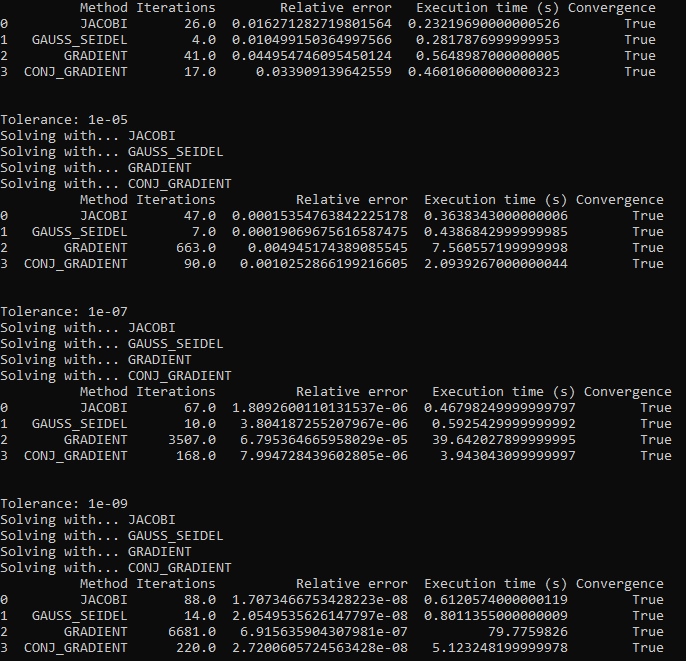 Method Iterations Relative error Execution time (s) Convergence
0 JACOBI 26.0 0.016271282719801564 0.23219690000000526 True
1 GAUSS_SEIDEL 4.0 0.010499150364997566 0.2817876999999953 True
2 GRADIENT 41.0 0.044954746095450124 0.5648987000000005 True
3 CONJ_GRADIENT 17.0 0.033909139642559 0.46010600000000323 True
Tolerance: 1e-05
Solving with... JACOBI
Solving with... GAUSS_SEIDEL
Solving with... GRADIENT
Solving with... CONJ_GRADIENT
Method Iterations Relative error Execution time (s) Convergence
0 JACOBI 47.0 0.00015354763842225178 0.3638343000000006 True
1 GAUSS_SEIDEL 7.0 0.00019069675616587475 0.4386842999999985 True
2 GRADIENT 663.0 0.004945174389085545 7.560557199999998 True
3 CONJ_GRADIENT 90.0 0.0010252866199216605 2.0939267000000044 True
Tolerance: 1e-07
Solving with... JACOBI
Solving with... GAUSS_SEIDEL
Solving with... GRADIENT
Solving with... CONJ_GRADIENT
Method Iterations Relative error Execution time (s) Convergence
0 JACOBI 67.0 1.8092600110131537e-06 0.46798249999999797 True
1 GAUSS_SEIDEL 10.0 3.804187255207967e-06 0.5925429999999992 True
2 GRADIENT 3507.0 6.795364665958029e-05 39.642027899999995 True
3 CONJ_GRADIENT 168.0 7.994728439602805e-06 3.943043099999997 True
Tolerance: 1e-09
Solving with... JACOBI
Solving with... GAUSS_SEIDEL
Solving with... GRADIENT
Solving with... CONJ_GRADIENT
Method Iterations Relative error Execution time (s) Convergence
0 JACOBI 88.0 1.7073466753428223e-08 0.6120574000000119 True
1 GAUSS_SEIDEL 14.0 2.0549535626147797e-08 0.8011355000000009 True
2 GRADIENT 6681.0 6.915635904307981e-07 79.7759826 True
3 CONJ_GRADIENT 220.0 2.7200605724563428e-08 5.123248199999978 True